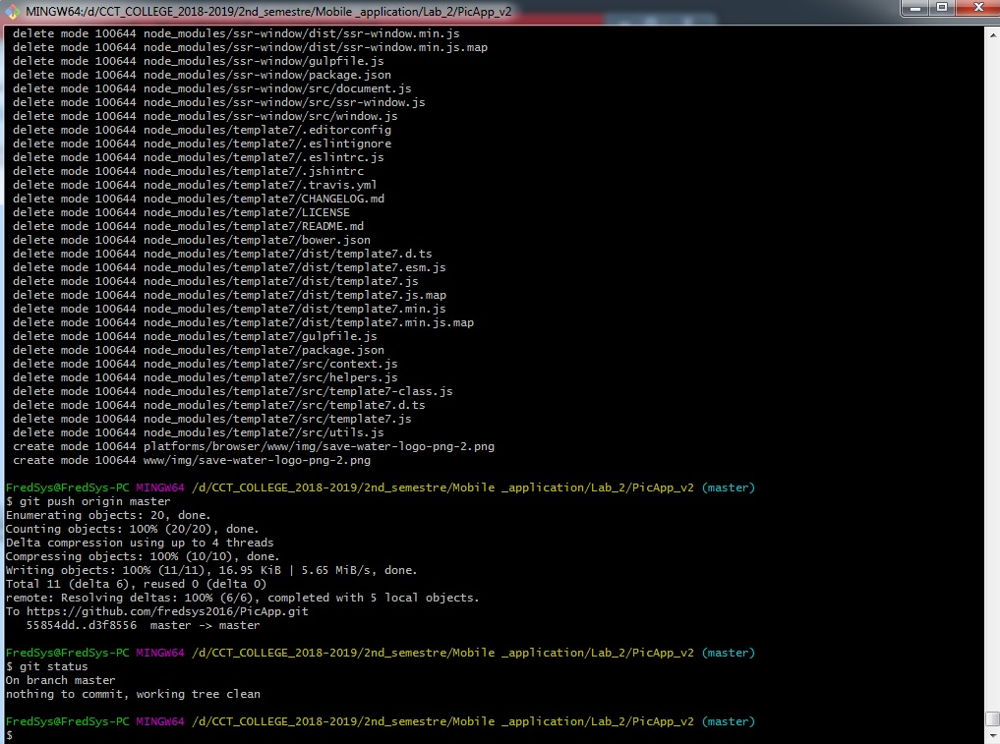 MINGW64:/d/CCT_COLLEGE_2018-2019/2nd_semestre/Mobile _application/Lab_2/PicApp_v2
delete mode 100644 node_modules/ssr-window/dist/ssr-window.min.js
delete mode 100644 node_modules/ssr-window/dist/ssr-window.min.js.map
delete mode 100644 node_modules/ssr-window/gulpfile.js
delete mode 100644 node_modules/ssr-window/package.json
delete mode 100644 node_modules/ssr-window/src/document.js
delete mode 100644 node_modules/ssr-window/src/ssr-window.js
delete mode 100644 node_modules/ssr-window/src/window.js
delete mode 100644 node_modules/template7/.editorconfig
delete mode 100644 node_modules/template7/.eslintignore
delete mode 100644 node_modules/template7/.eslintrc.js
delete mode 100644 node_modules/template7/.jshintrc
delete mode 100644 node_modules/template7/.travis.yml
delete mode 100644 node_modules/template7/CHANGELOG.md
delete mode 100644 node_modules/template7/LICENSE
delete mode 100644 node_modules/template7/README.md
delete mode 100644 node_modules/template7/bower.json
delete mode 100644 node_modules/template7/dist/template7.d.ts
delete mode 100644 node_modules/template7/dist/template7.esm.js
delete mode 100644 node_modules/template7/dist/template7.js
delete mode 100644 node_modules/template7/dist/template7.js.map
delete mode 100644 node_modules/template7/dist/template7.min.js
delete mode 100644 node_modules/template7/dist/template7.min.js.map
delete mode 100644 node_modules/template7/gulpfile.js
delete mode 100644 node_modules/template7/package.json
delete mode 100644 node_modules/template7/src/context.js
delete mode 100644 node_modules/template7/src/helpers.js
delete mode 100644 node_modules/template7/src/template7-class.js
delete mode 100644 node_modules/template7/src/template7.d.ts
delete mode 100644 node_modules/template7/src/template7.js
delete mode 100644 node_modules/template7/src/utils.js
create mode 100644 platforms/browser/www/img/save-water-logo-png-2.png
create mode 100644 www/img/save-water-logo-png-2.png
FredSys@FredSys-PC MINGW64 /d/CCT_COLLEGE_2018-2019/2nd_semestre/Mobile _application/Lab_2/PicApp_v2 (master)
$ git push origin master
Enumerating objects: 20, done.
Counting objects: 100% (20/20), done.
Delta compression using up to 4 threads
Compressing objects: 100% (10/10), done.
Writing objects: 100% (11/11), 16.95 KiB | 5.65 MiB/s, done.
Total 11 (delta 6), reused 0 (delta 0)
remote: Resolving deltas: 100% (6/6), completed with 5 local objects.
To https://github.com/fredsys2016/PicApp.git
55854dd..d3f8556  master -> master
FredSys@FredSys-PC MINGW64 /d/CCT_COLLEGE_2018-2019/2nd_semestre/Mobile _application/Lab_2/PicApp_v2 (master)
$ git status
On branch master
nothing to commit, working tree clean
FredSys@FredSys-PC MINGW64 /d/CCT_COLLEGE_2018-2019/2nd_semestre/Mobile _application/Lab_2/PicApp_v2 (master)
$